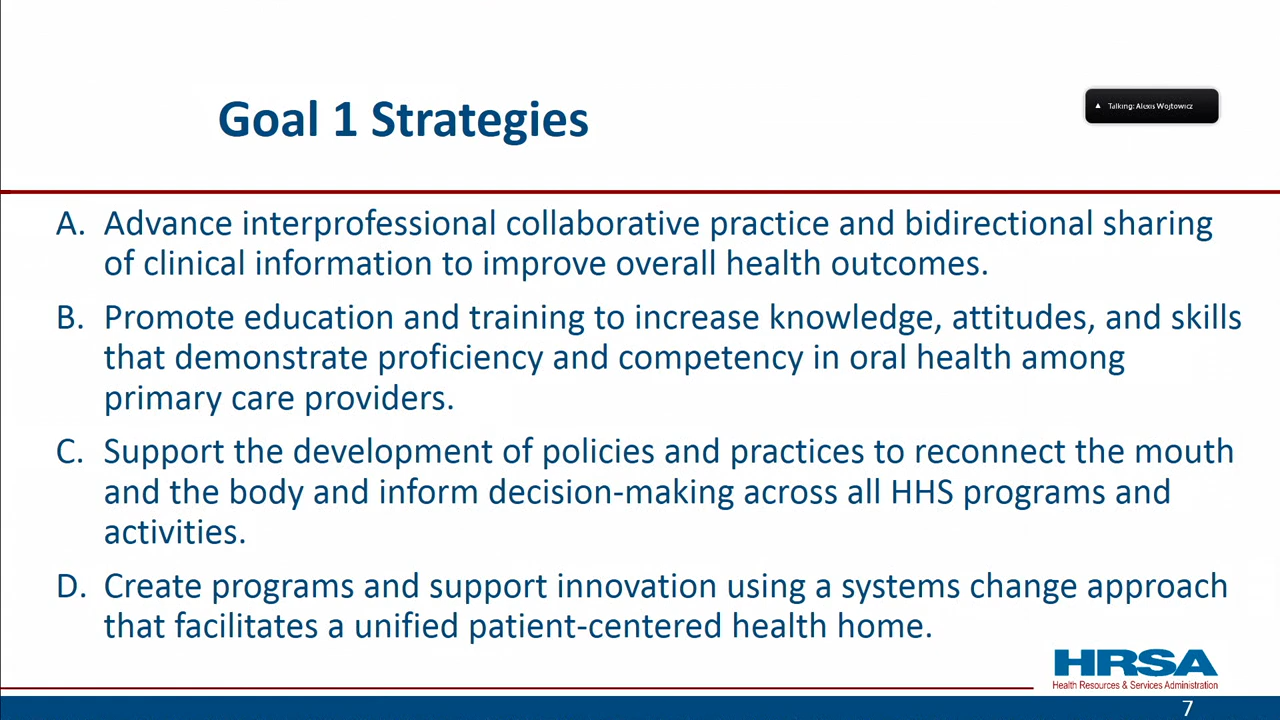 Goal 1 Strategies
▲ Talking: Alexis Wojtowicz
A. Advance interprofessional collaborative practice and bidirectional sharing
of clinical information to improve overall health outcomes.
B. Promote education and training to increase knowledge, attitudes, and skills
that demonstrate proficiency and competency in oral health among
primary care providers.
C. Support the development of policies and practices to reconnect the mouth
and the body and inform decision-making across all HHS programs and
activities.
D. Create programs and support innovation using a systems change approach
that facilitates a unified patient-centered health home.
HRSA
Health Resources & Services Administration
7